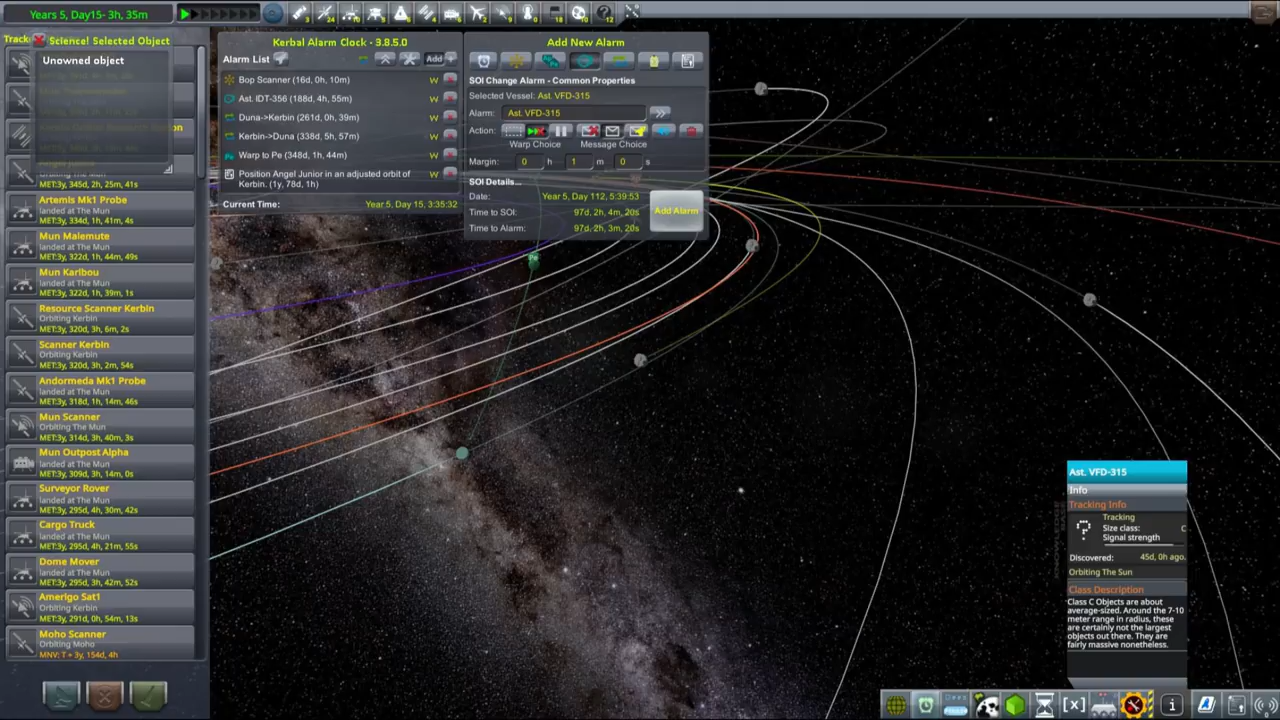 Years 5, Day15- 3h, 35m
Science! Selected Object
Unowned object
MET:3y, 345d, 2h, 25m, 41s
Artemis Mk1 Probe
landed at The Mun
MET:3y, 334d, 1h, 41m, 4s
Mun Malemute
landed at The Mun
MET:3y, 322d, 1h, 44m, 49s
Mun Karibou
landed at The Mun
MET:3y, 322d, 1h, 39m, 1s
Resource Scanner Kerbin
Orbiting Kerbin
MET:3y, 320d, 3h, 6m, 2s
Scanner Kerbin
Orbiting Kerbin
MET:3y, 320d, 3h, 2m, 54s
Andormeda Mk1 Probe
landed at The Mun
MET:3y, 318d, 1h, 14m, 46s
Mun Scanner
Orbiting The Mun
MET:3y, 314d, 3h, 40m, 3s
Mun Outpost Alpha
landed at The Mun
MET:3y, 309d, 3h, 14m, 0s
Surveyor Rover
landed at The Mun
MET:3y, 295d, 4h, 30m, 42s
Cargo Truck
landed at The Mun
MET:3y, 295d, 4h, 21m, 55s
Dome Mover
landed at The Mun
MET:3y, 295d, 3h, 42m, 52s
Amerigo Sat1
Orbiting Kerbin
MET:3y, 291d, 0h, 54m, 13s
Moho Scanner
Orbiting Moho
MNV: T + 3y, 154d, 4h
Kerbal Alarm Clock - 3.8.5.0
Alarm List
Add
Bop Scanner (16d, 0h, 10m)
W
Ast. IDT-356 (188d, 4h, 55m)
W
Duna->Kerbin (261d, 0h, 39m)
W
Kerbin->Duna (338d, 5h, 57m)
W
Warp to Pe (348d, 1h, 44m)
W
Position Angel Junior in an adjusted orbit of
Kerbin. (1y, 78d, 1h)
W
Current Time:
Year 5, Day 15, 3:35:32
Add New Alarm
SOI Change Alarm - Common Properties
Selected Vessel: Ast. VFD-315
Alarm: Ast. VFD-315
Action:
Warp Choice
Message Choice
Margin: 0 h 1 m 0 s
SOI Details...
Date: Year 5, Day 112, 5:39:53
Time to SOI: 97d, 2h, 4m, 20s
Time to Alarm: 97d, 2h, 3m, 20s
Add Alarm
Pe
Ast. VFD-315
Info
Tracking Info
Tracking
Size class: C
Signal strength
Discovered: 45d, 0h ago.
Orbiting The Sun
Class Description
Class C Objects are about
average-sized. Around the 7-10
meter range in radius, these
are certainly not the largest
objects out there. They are
fairly massive nonetheless.